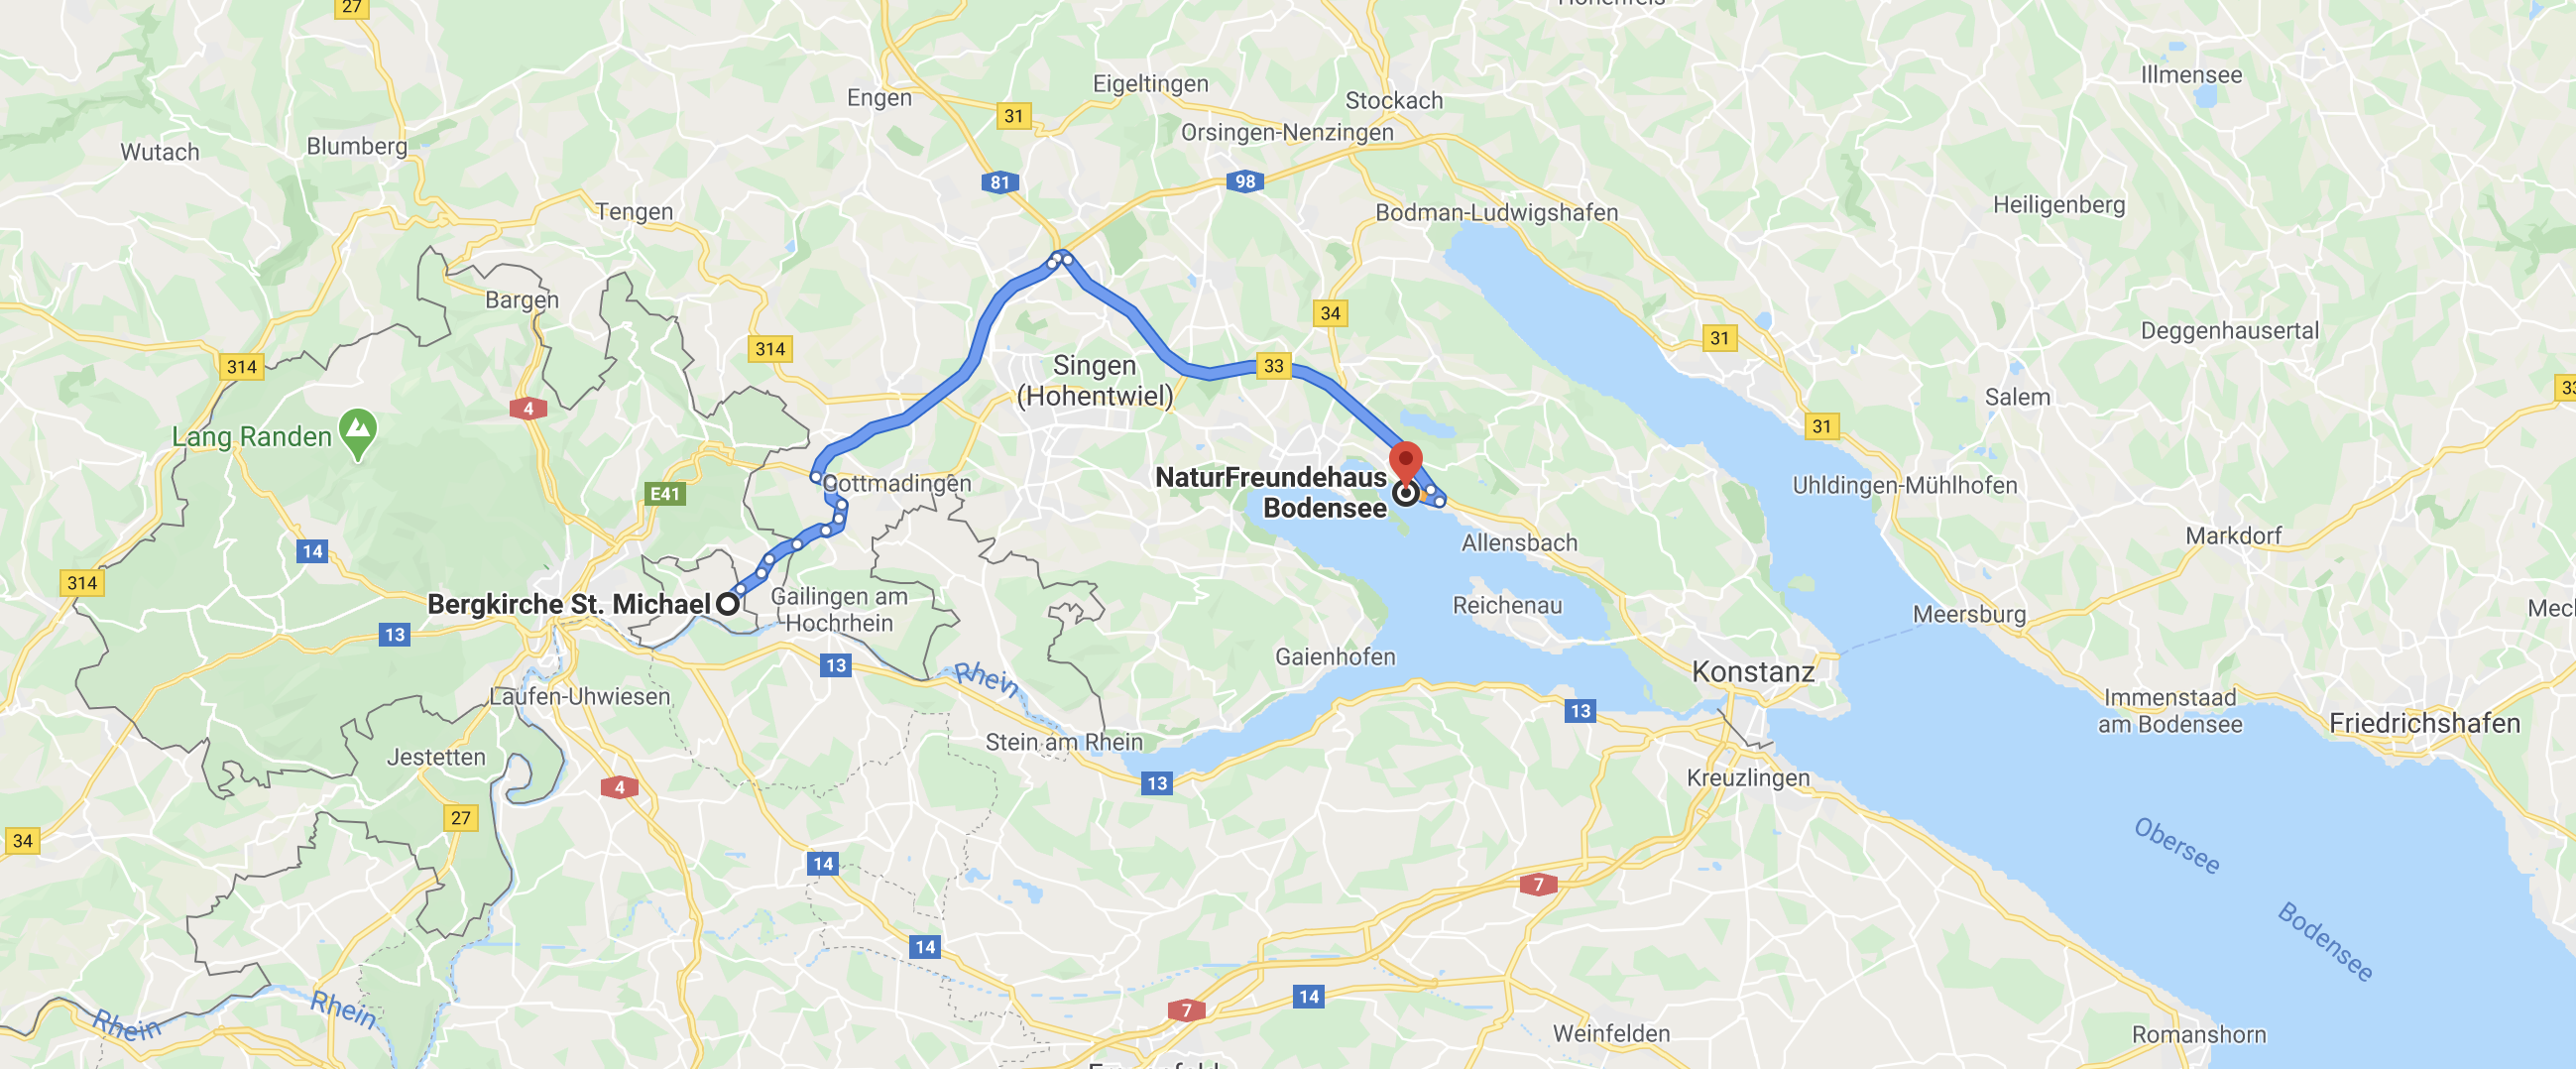 27
Hohenfels
Illmensee
Eigeltingen
Engen
Stockach
31
Orsingen-Nenzingen
Blumberg
Wutach
81
98
Heiligenberg
Tengen
Bodman-Ludwigshafen
Bargen
34
31
Deggenhausertal
314
314
33
Singen
(Hohentwiel)
33
Salem
4
31
Lang Randen
NaturFreundehaus
Bodensee
Gottmadingen
Uhldingen-Mühlhofen
E41
Markdorf
14
Allensbach
314
Bergkirche St. Michael
Gailingen am
Hochrhein
Reichenau
Meersburg
13
Gaienhofen
13
Konstanz
Rhein
Laufen-Uhwiesen
Immenstaad
am Bodensee
13
Friedrichshafen
Stein am Rhein
Jestetten
Kreuzlingen
13
4
27
34
Obersee
14
7
Bodensee
14
14
7
Rhein
Rhein
Weinfelden
Romanshorn